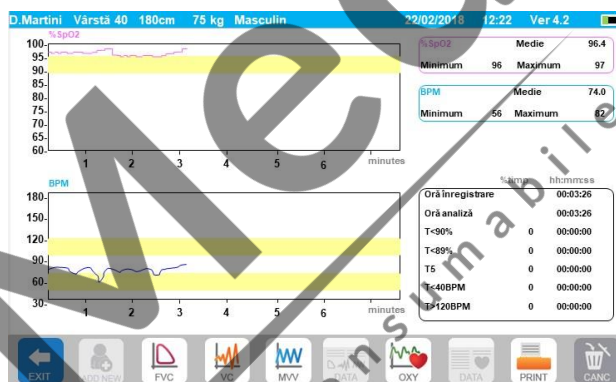 D.Martini Vârstă 40 180cm 75 kg Masculin 22/02/2018 12:22 Ver 4.2
%SpO2
100
95
90
85
80
75
70
65
60
1 2 3 4 5 6 minutes
%SpO2 Medie 96.4
Minimum 96 Maximum 97
BPM Medie 74.0
Minimum 56 Maximum 82
BPM
180
150
120
90
60
30
1 2 3 4 5 6 minutes
%timp hh:mm:ss
Oră înregistrare 00:03:26
Oră analiză 00:03:26
T<90% 0 00:00:00
T<89% 0 00:00:00
T5 0 00:00:00
T<40BPM 0 00:00:00
T>120BPM 0 00:00:00
EXIT ADD NEW FVC VC MVV DATA OXY DATA PRINT CANC